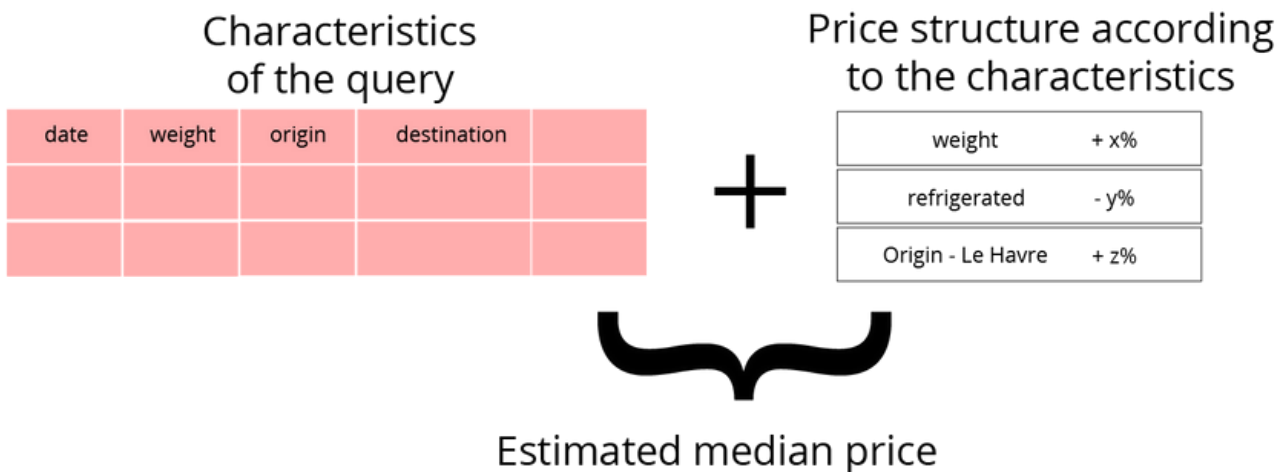 Characteristics
of the query
date weight origin destination
Price structure according
to the characteristics
weight + x%
refrigerated - y%
Origin - Le Havre + z%
+
Estimated median price